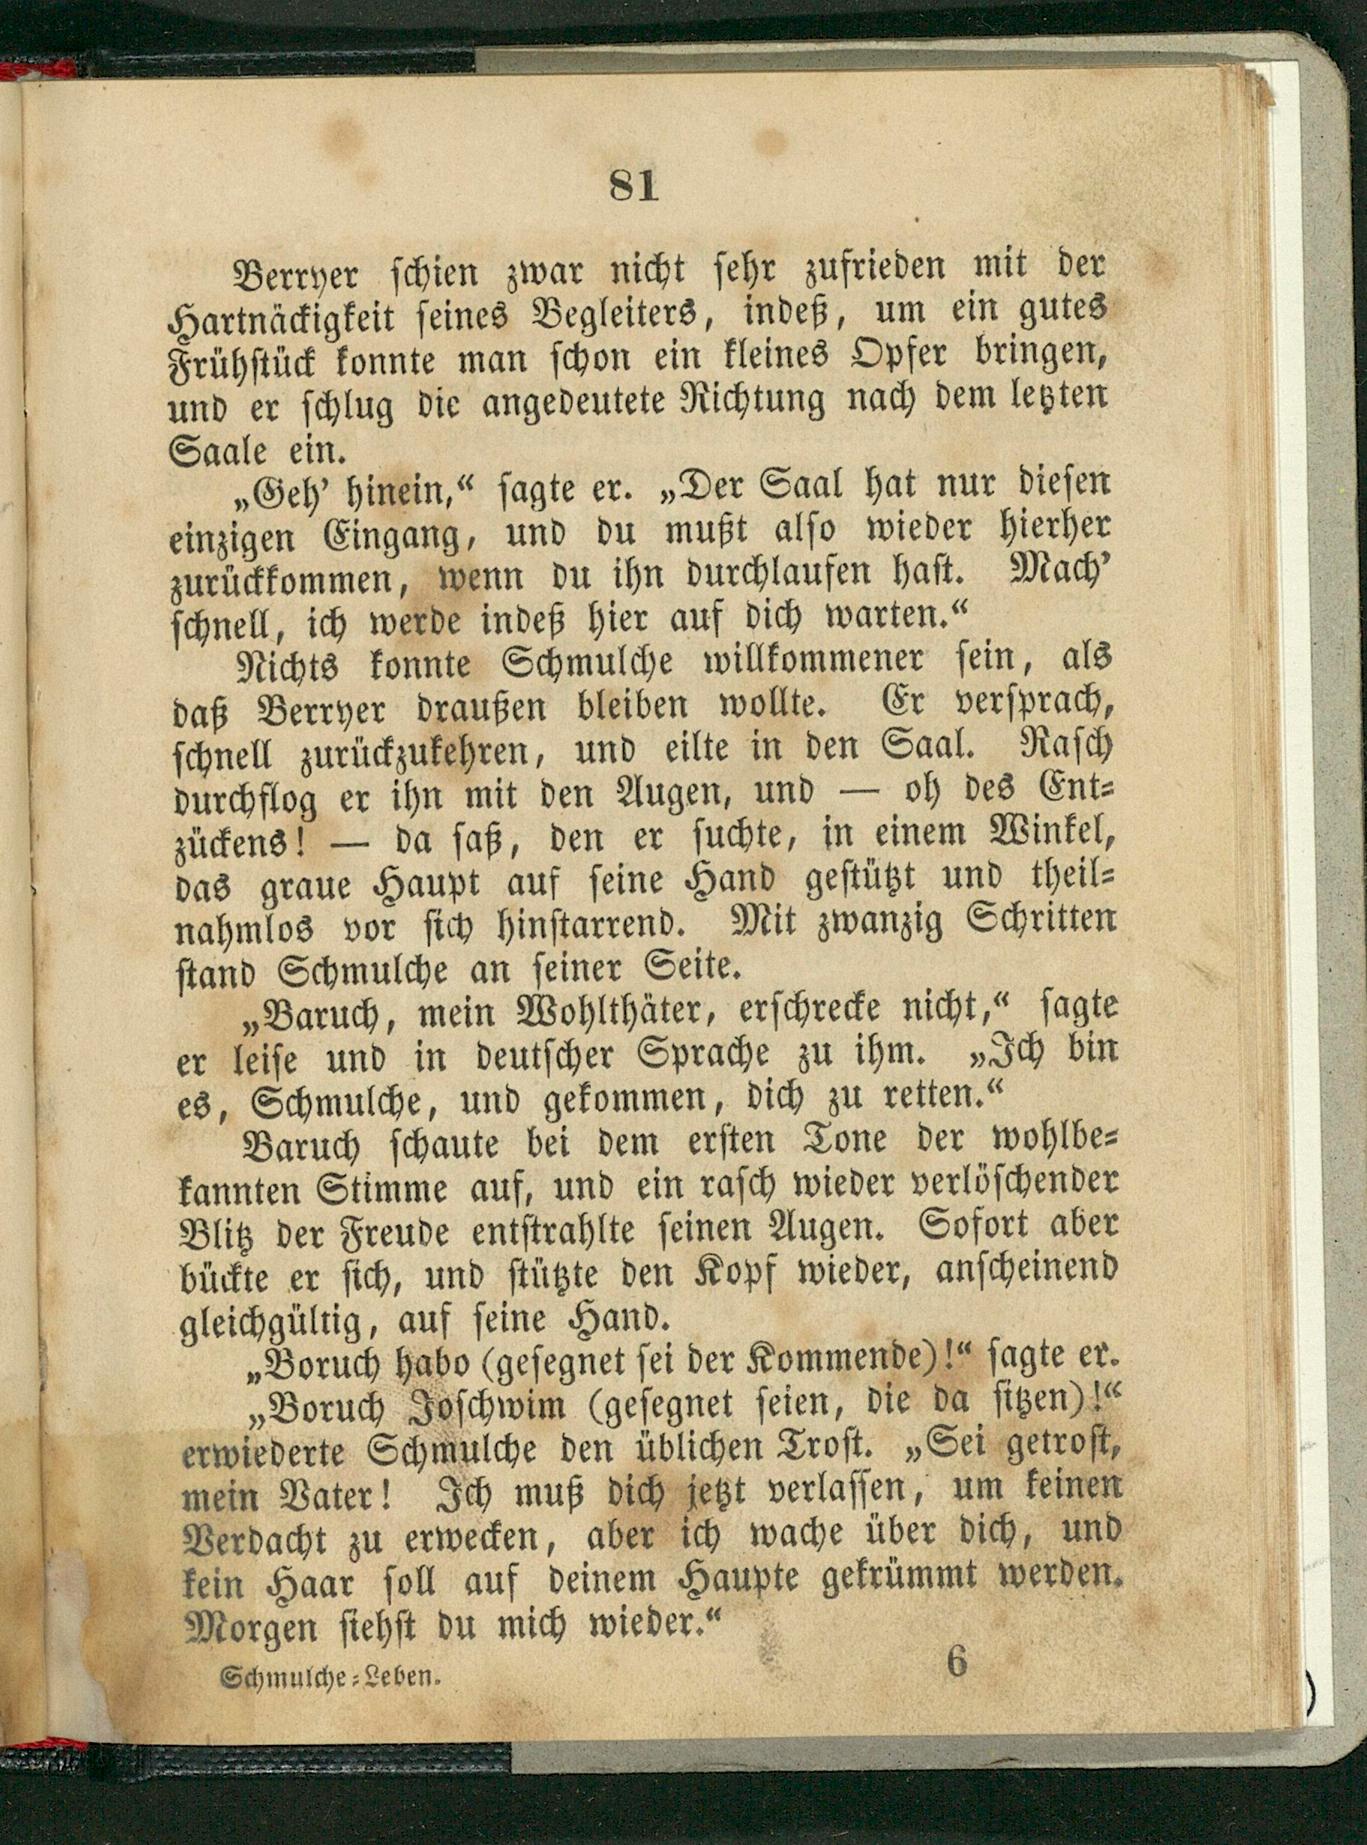 81
Berryer schien zwar nicht sehr zufrieden mit der
Hartnäckigkeit seines Begleiters, indeß, um ein gutes
Frühstück konnte man schon ein kleines Opfer bringen,
und er schlug die angedeutete Richtung nach dem letzten
Saale ein.
„Geh’ hinein,“ sagte er. „Der Saal hat nur diesen
einzigen Eingang, und du mußt also wieder hierher
zurückkommen, wenn du ihn durchlaufen hast. Mach’
schnell, ich werde indeß hier auf dich warten.“
Nichts konnte Schmulche willkommener sein, als
daß Berryer draußen bleiben wollte. Er versprach,
schnell zurückzukehren, und eilte in den Saal. Rasch
durchflog er ihn mit den Augen, und — oh des Ent-
zückens! — da saß, den er suchte, in einem Winkel,
das graue Haupt auf seine Hand gestützt und theil-
nahmlos vor sich hinstarrend. Mit zwanzig Schritten
stand Schmulche an seiner Seite.
„Baruch, mein Wohlthäter, erschrecke nicht,“ sagte
er leise und in deutscher Sprache zu ihm. „Ich bin
es, Schmulche, und gekommen, dich zu retten.“
Baruch schaute bei dem ersten Tone der wohlbe-
kannten Stimme auf, und ein rasch wieder verlöschender
Blitz der Freude entstrahlte seinen Augen. Sofort aber
bückte er sich, und stützte den Kopf wieder, anscheinend
gleichgültig, auf seine Hand.
„Boruch habo (gesegnet sei der Kommende)!“ sagte er.
„Boruch Joschwim (gesegnet seien, die da sitzen)!“
erwiederte Schmulche den üblichen Trost. „Sei getrost,
mein Vater! Ich muß dich jetzt verlassen, um keinen
Verdacht zu erwecken, aber ich wache über dich, und
kein Haar soll auf deinem Haupte gekrümmt werden.
Morgen siehst du mich wieder.“
Schmulche-Leben. 6